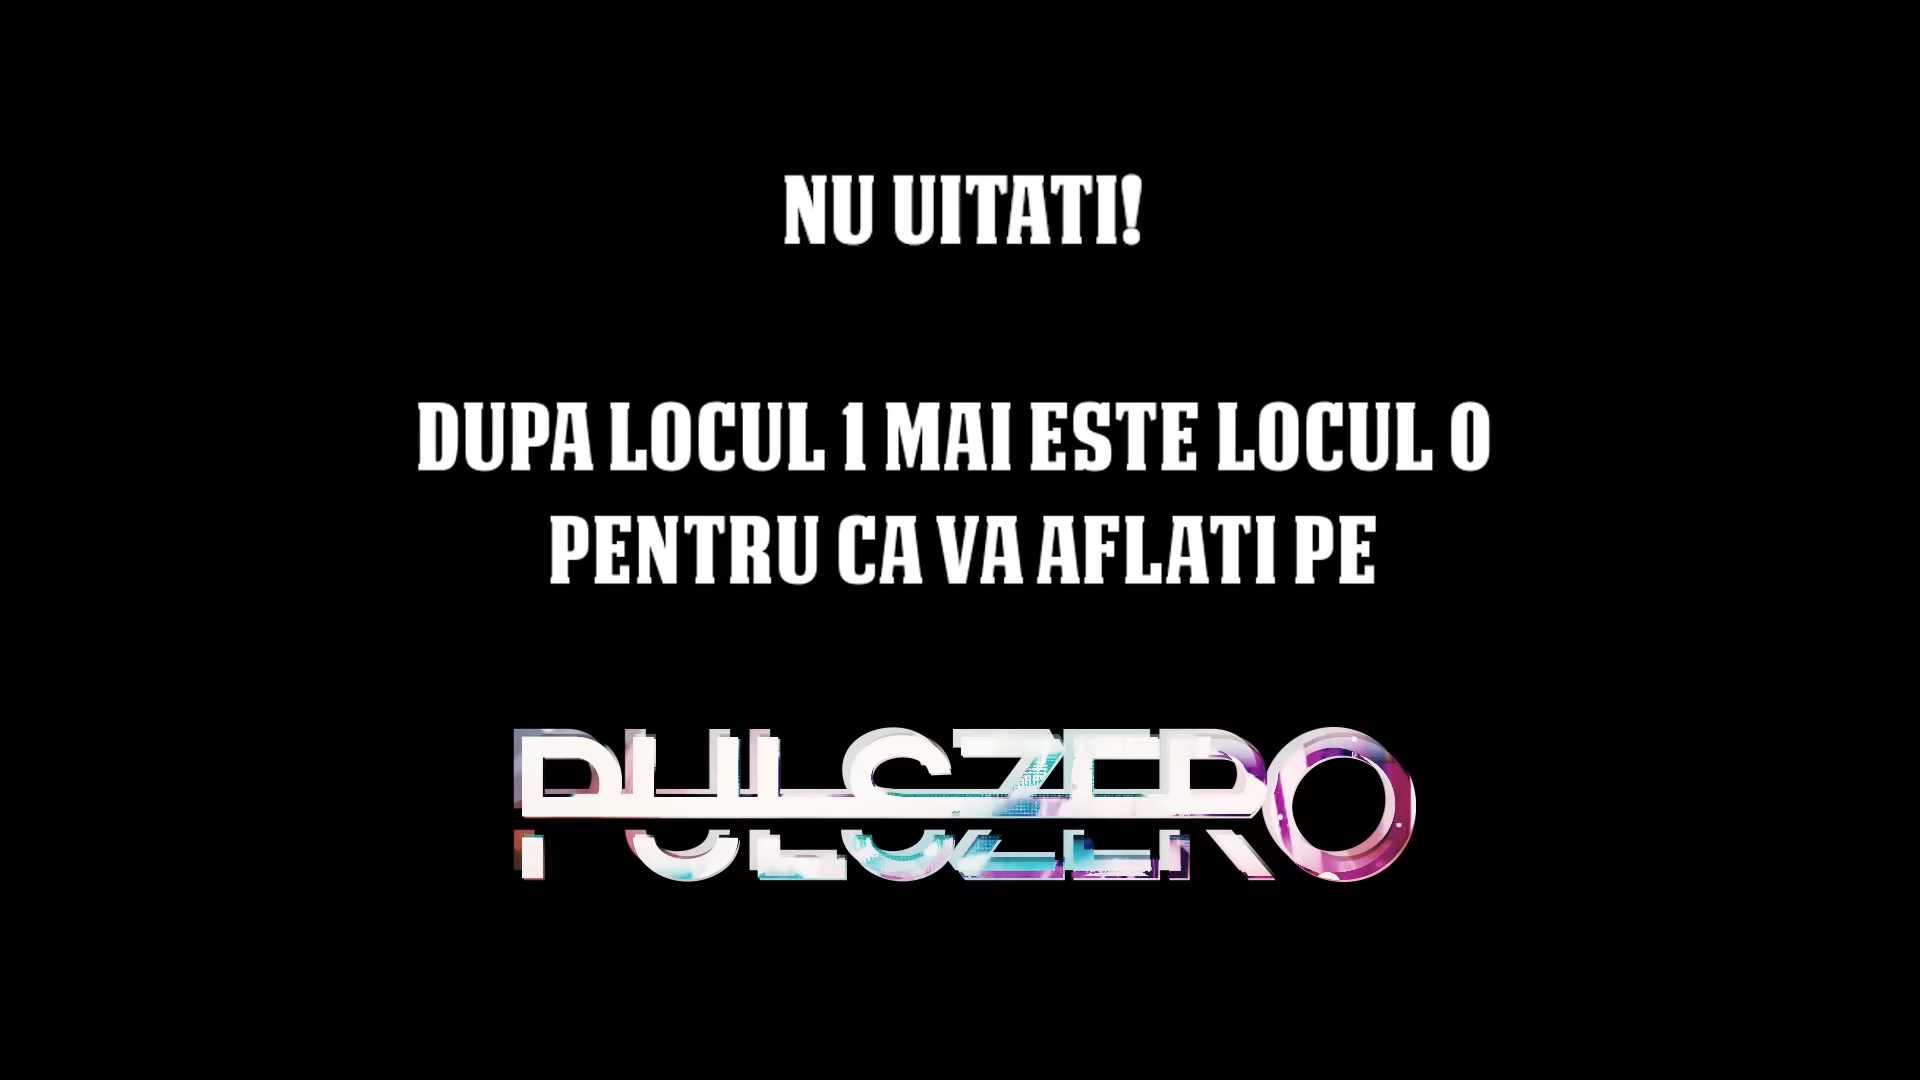 NU UITATI!
DUPA LOCUL 1 MAI ESTE LOCUL 0
PENTRU CA VA AFLATI PE
PULSZERO